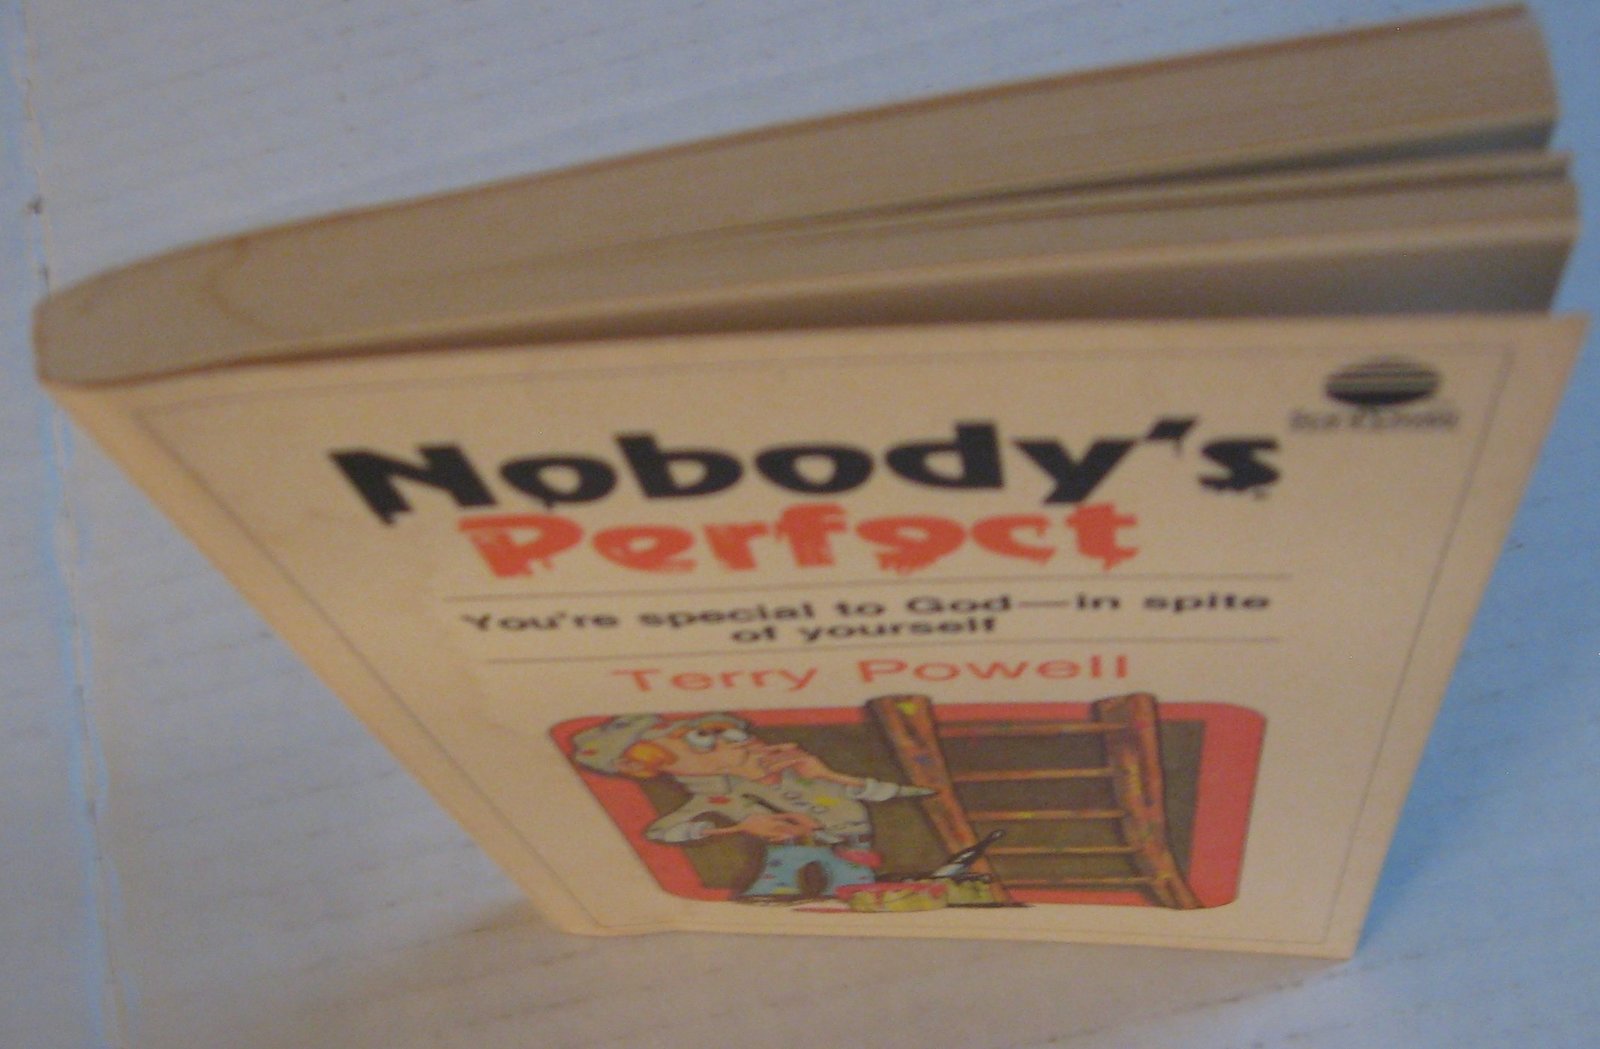 Nobody's
Perfect
You're special to God—in spite
of yourself
Terry Powell